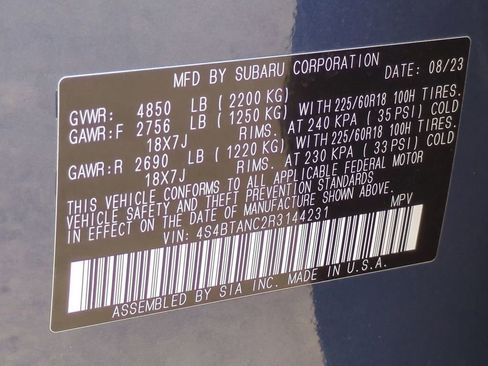 MFD BY SUBARU CORPORATION DATE: 08/23
GVWR: 4850 LB (2200 KG)
GAWR:F 2756 LB (1250 KG) WITH 225/60R18 100H TIRES.
18X7J RIMS. AT 240 KPA (35 PSI) COLD
GAWR:R 2690 LB (1220 KG) WITH 225/60R18 100H TIRES.
18X7J RIMS. AT 230 KPA (33 PSI) COLD
THIS VEHICLE CONFORMS TO ALL APPLICABLE FEDERAL MOTOR
VEHICLE SAFETY AND THEFT PREVENTION STANDARDS
IN EFFECT ON THE DATE OF MANUFACTURE SHOWN ABOVE.
VIN: 4S4BTANC2R3144231 MPV
ASSEMBLED BY SIA INC. MADE IN U.S.A.